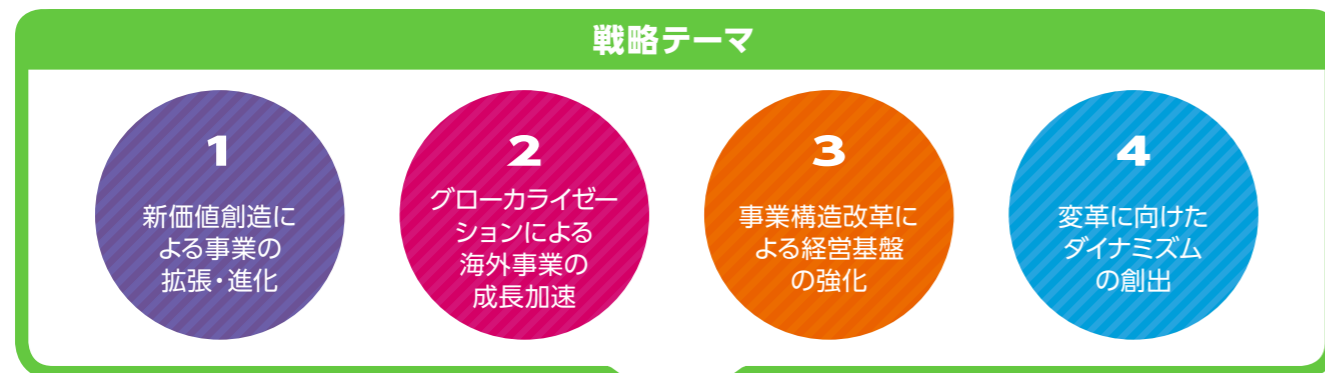 戦略テーマ
1
新価値創造に
よる事業の
拡張・進化
2
グローカライゼー
ションによる
海外事業の
成長加速
3
事業構造改革に
よる経営基盤
の強化
4
変革に向けた
ダイナミズム
の創出